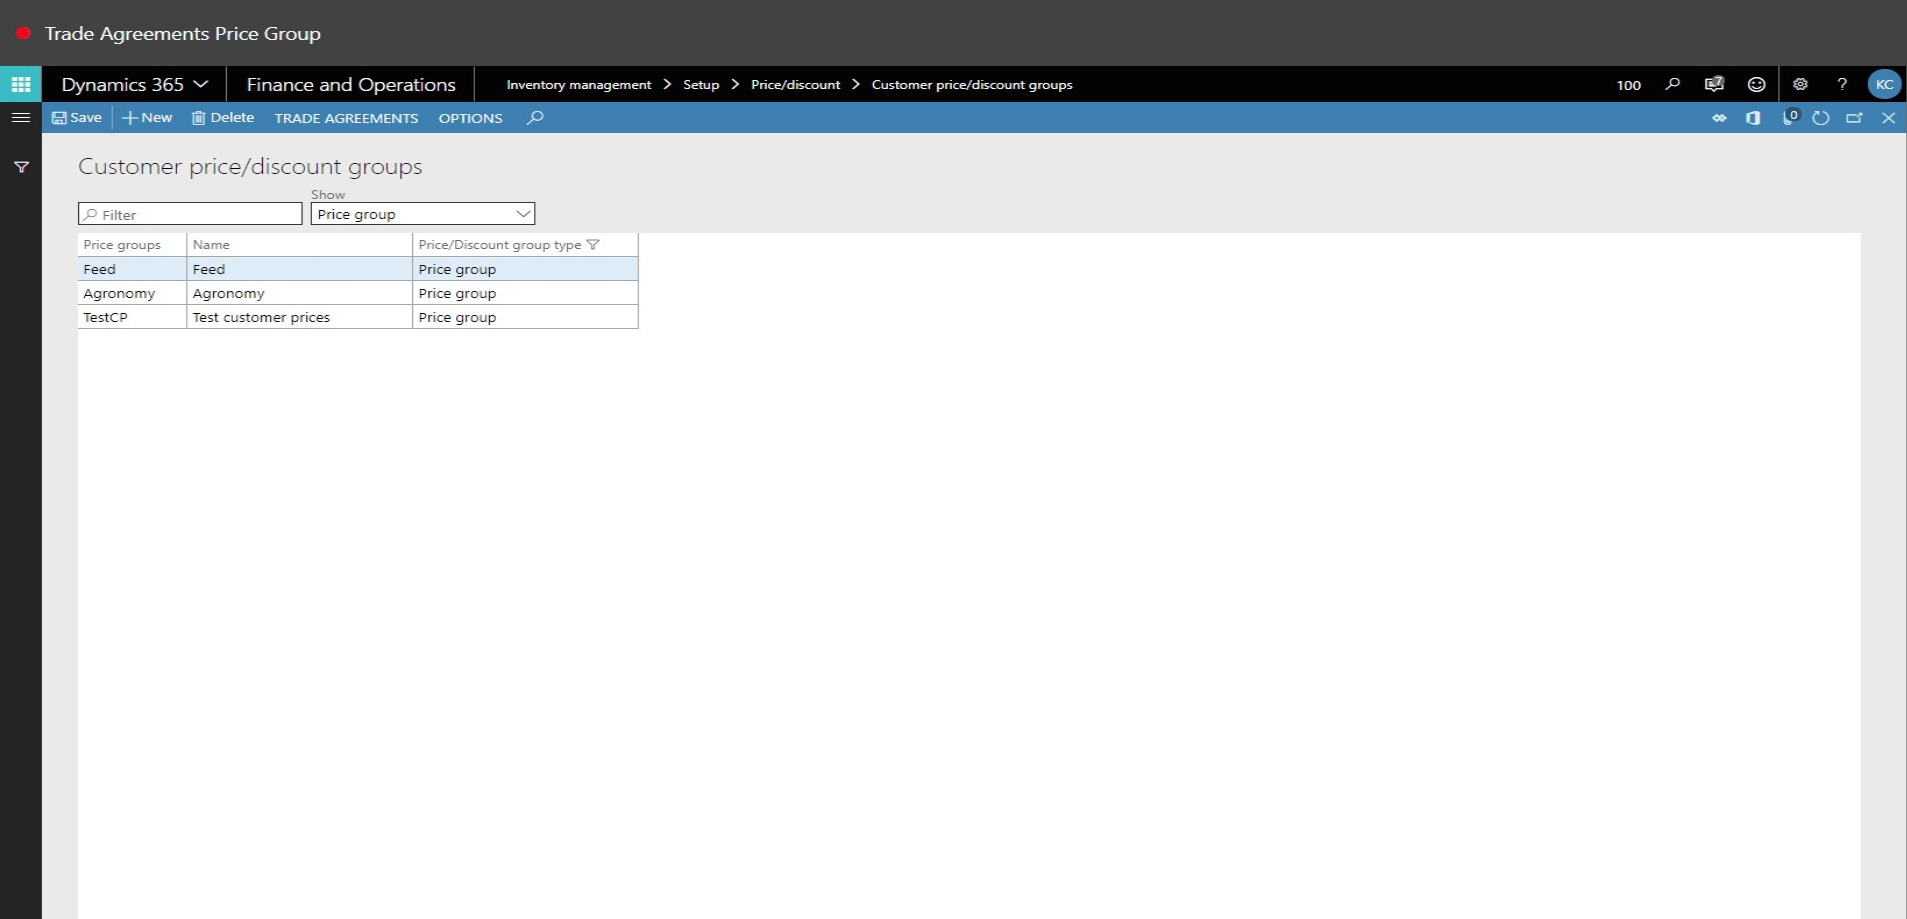 Trade Agreements Price Group
Dynamics 365 Finance and Operations Inventory management > Setup > Price/discount > Customer price/discount groups 100 7 ? KC
Save + New Delete TRADE AGREEMENTS OPTIONS 0
Customer price/discount groups
Show
Filter Price group
Price groups Name Price/Discount group type
Feed Feed Price group
Agronomy Agronomy Price group
TestCP Test customer prices Price group